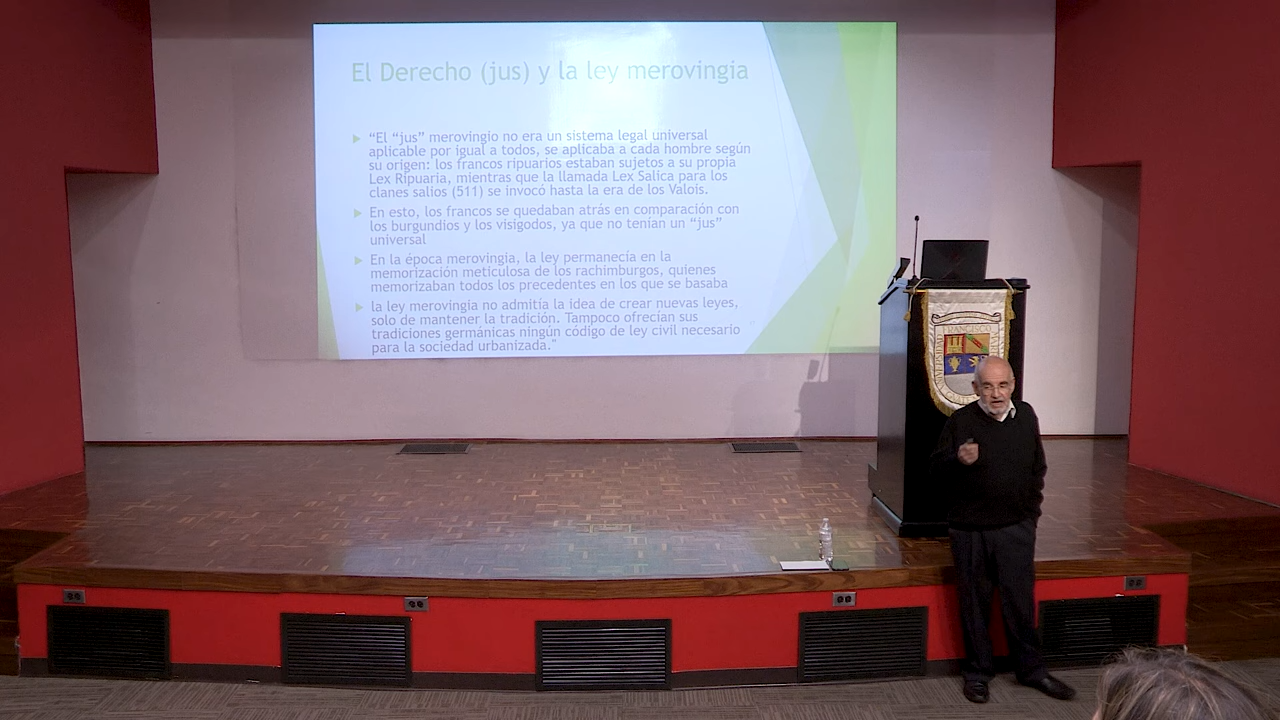 El Derecho (jus) y la ley merovingia
“El “jus” merovingio no era un sistema legal universal
aplicable por igual a todos, se aplicaba a cada hombre según
su origen: los francos ripuarios estaban sujetos a su propia
Lex Ripuaria, mientras que la llamada Lex Salica para los
clanes salios (511) se invocó hasta la era de los Valois.
En esto, los francos se quedaban atrás en comparación con
los burgundios y los visigodos, ya que no tenían un “jus”
universal
En la época merovingia, la ley permanecía en la
memorización meticulosa de los rachimburgos, quienes
memorizaban todos los precedentes en los que se basaba
la ley merovingia no admitía la idea de crear nuevas leyes,
solo de mantener la tradición. Tampoco ofrecían sus
tradiciones germánicas ningún código de ley civil necesario
para la sociedad urbanizada."
FRANCISCO